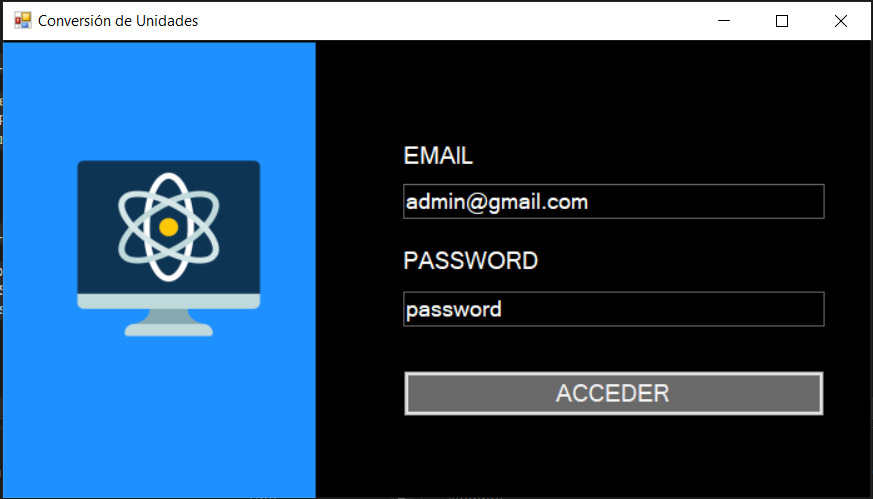 Conversión de Unidades
EMAIL
admin@gmail.com
PASSWORD
password
ACCEDER